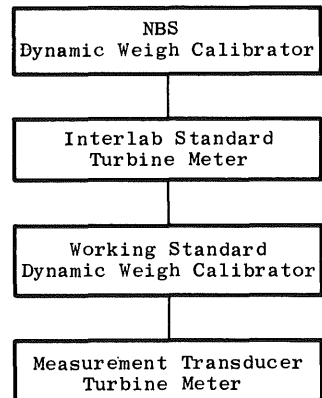 NBS
Dynamic Weigh Calibrator
Interlab Standard
Turbine Meter
Working Standard
Dynamic Weigh Calibrator
Measurement Transducer
Turbine Meter